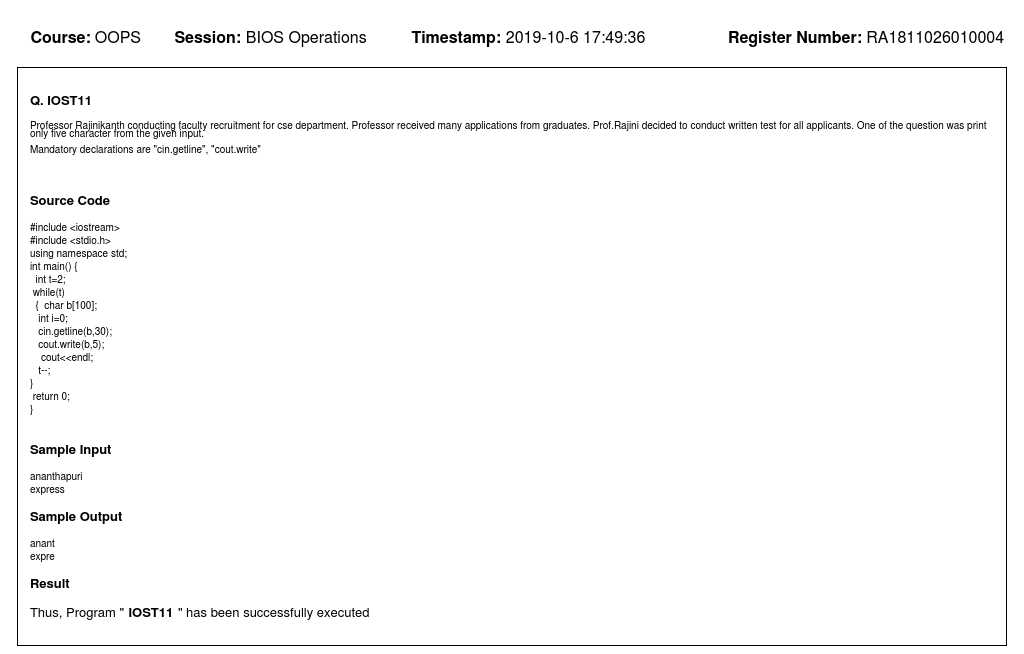 Course: OOPS Session: BIOS Operations Timestamp: 2019-10-6 17:49:36 Register Number: RA1811026010004
Q. IOST11
Professor Rajinikanth conducting faculty recruitment for cse department. Professor received many applications from graduates. Prof.Rajini decided to conduct written test for all applicants. One of the question was print
only five character from the given input.
Mandatory declarations are "cin.getline", "cout.write"
Source Code
#include <iostream>
#include <stdio.h>
using namespace std;
int main() {
int t=2;
while(t)
{ char b[100];
int i=0;
cin.getline(b,30);
cout.write(b,5);
cout<<endl;
t--;
}
return 0;
}
Sample Input
ananthapuri
express
Sample Output
anant
expre
Result
Thus, Program " IOST11 " has been successfully executed